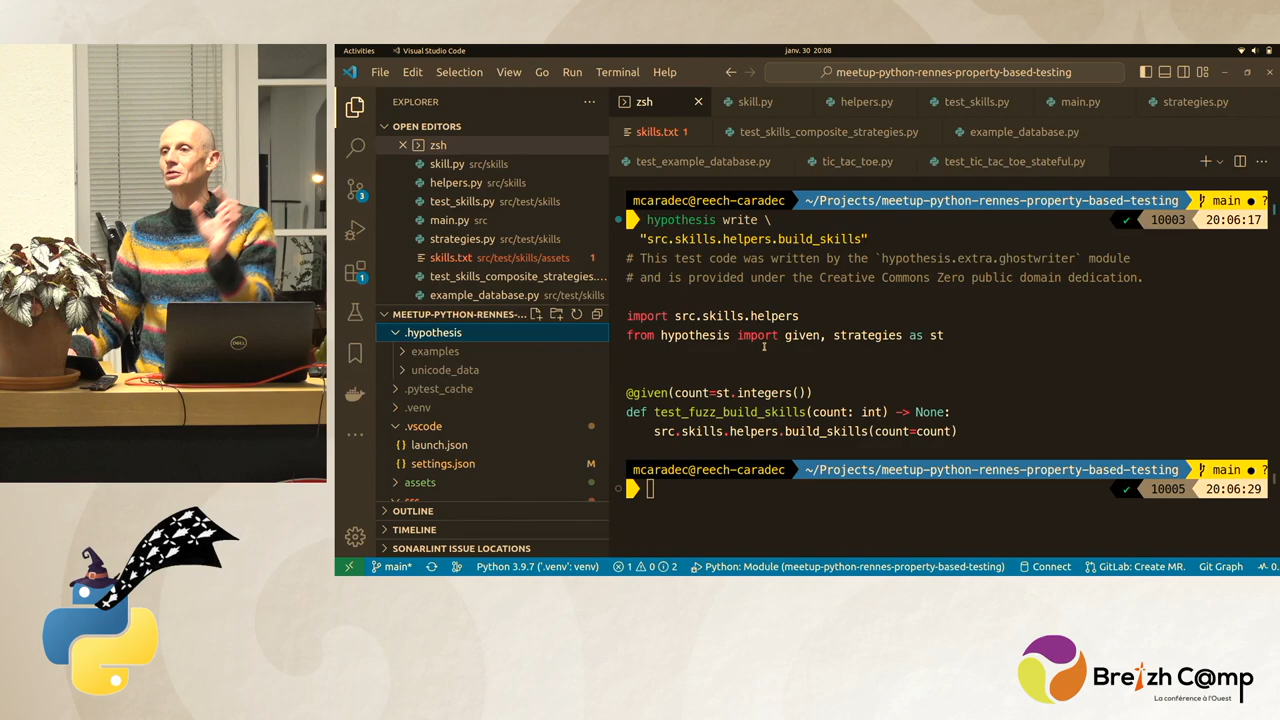 Activities
Visual Studio Code
janv. 30 20:08
File Edit Selection View Go Run Terminal Help
meetup-python-rennes-property-based-testing
EXPLORER
OPEN EDITORS
zsh
skill.py src/skills
helpers.py src/skills
test_skills.py src/test/skills
main.py src
strategies.py src/test/skills
skills.txt src/test/skills/assets 1
test_skills_composite_strategies....
example_database.py src/test/skills
MEETUP-PYTHON-RENNES-...
.hypothesis
examples
unicode_data
.pytest_cache
.venv
.vscode
launch.json
settings.json M
assets
src
OUTLINE
TIMELINE
SONARLINT ISSUE LOCATIONS
3
1
zsh skill.py helpers.py test_skills.py main.py strategies.py
skills.txt 1 test_skills_composite_strategies.py example_database.py
test_example_database.py tic_tac_toe.py test_tic_tac_toe_stateful.py
mcaradec@reech-caradec ~/Projects/meetup-python-rennes-property-based-testing main ● ?
hypothesis write \ ✔ 10003 20:06:17
"src.skills.helpers.build_skills"
# This test code was written by the `hypothesis.extra.ghostwriter` module
# and is provided under the Creative Commons Zero public domain dedication.
import src.skills.helpers
from hypothesis import given, strategies as st
@given(count=st.integers())
def test_fuzz_build_skills(count: int) -> None:
src.skills.helpers.build_skills(count=count)
mcaradec@reech-caradec ~/Projects/meetup-python-rennes-property-based-testing main ● ?
✔ 10005 20:06:29
main* Python 3.9.7 ('.venv': venv) 1 0 2 Python: Module (meetup-python-rennes-property-based-testing) Connect GitLab: Create MR. Git Graph 0.
DELL
Breizh C@mp
La conférence à l'Ouest